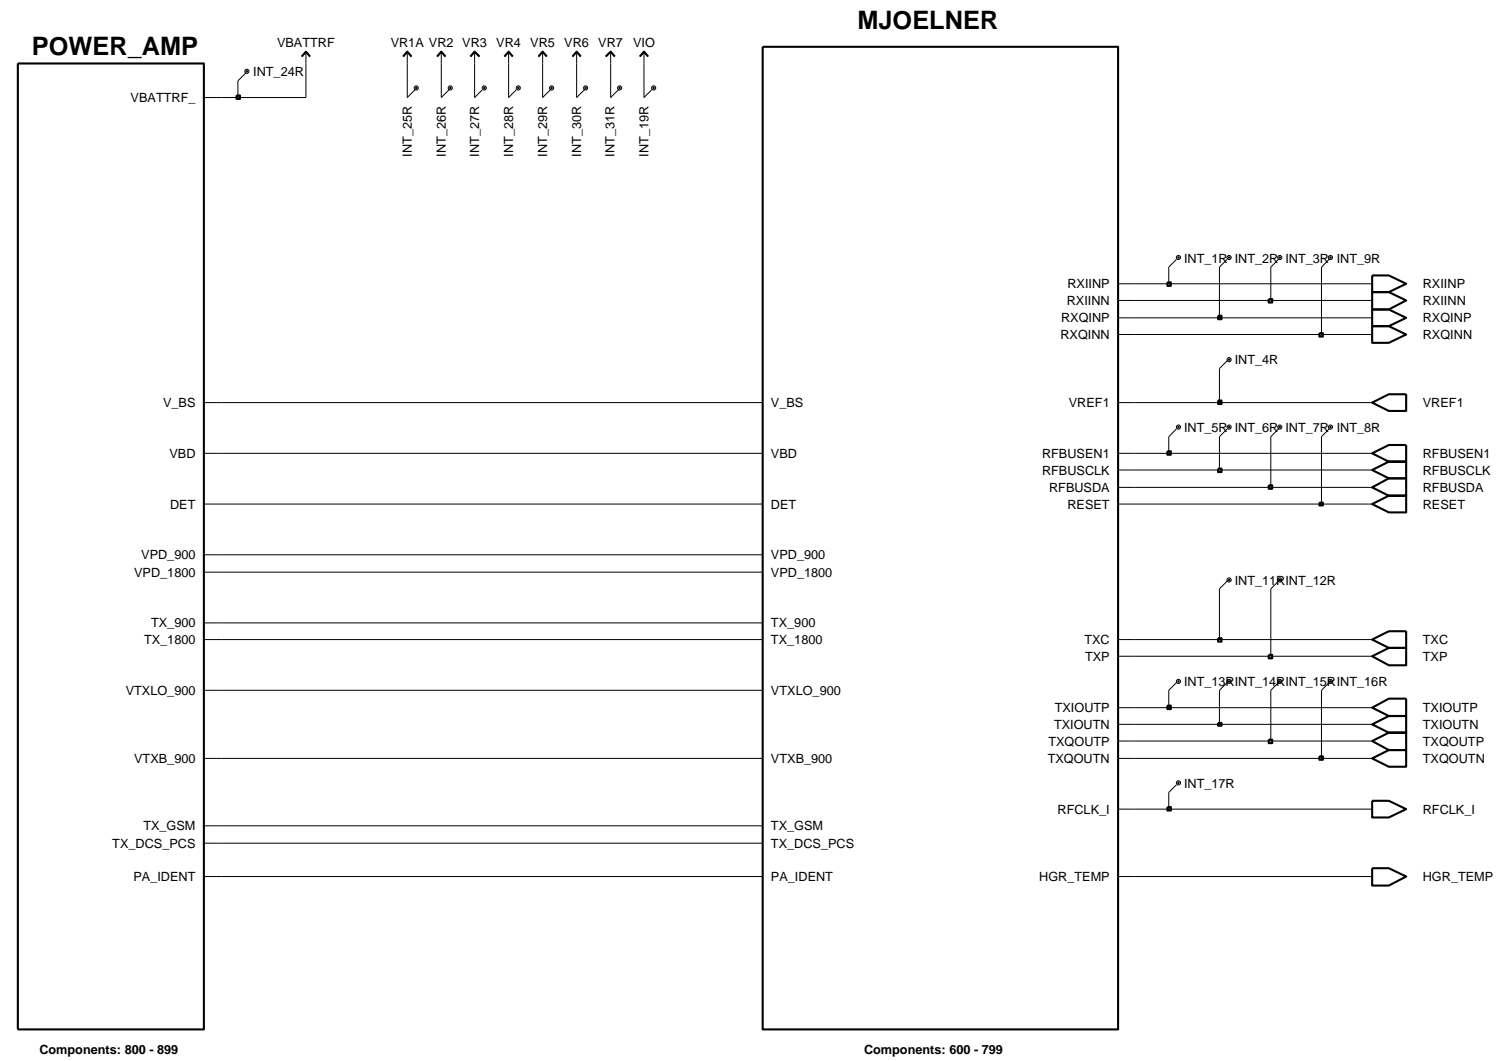 MJOELNER
POWER_AMP
VBATTRF
VR1A VR2 VR3 VR4 VR5 VR6 VR7 VIO
INT_24R
VBATTRF_
INT_25R
INT_26R
INT_27R
INT_28R
INT_29R
INT_30R
INT_31R
INT_19R
INT_1R INT_2R INT_3R INT_9R
RXIINP RXIINP
RXIINN RXIINN
RXQINP RXQINP
RXQINN RXQINN
INT_4R
V_BS V_BS VREF1 VREF1
INT_5R INT_6R INT_7R INT_8R
VBD VBD RFBUSEN1 RFBUSEN1
RFBUSCLK RFBUSCLK
RFBUSDA RFBUSDA
DET DET RESET RESET
VPD_900 VPD_900
VPD_1800 VPD_1800
INT_11R INT_12R
TX_900 TX_900
TX_1800 TX_1800 TXC TXC
TXP TXP
INT_13R INT_14R INT_15R INT_16R
VTXLO_900 VTXLO_900
TXIOUTP TXIOUTP
TXIOUTN TXIOUTN
TXQOUTP TXQOUTP
VTXB_900 VTXB_900 TXQOUTN TXQOUTN
INT_17R
RFCLK_I RFCLK_I
TX_GSM TX_GSM
TX_DCS_PCS TX_DCS_PCS
PA_IDENT PA_IDENT HGR_TEMP HGR_TEMP
Components: 800 - 899 Components: 600 - 799